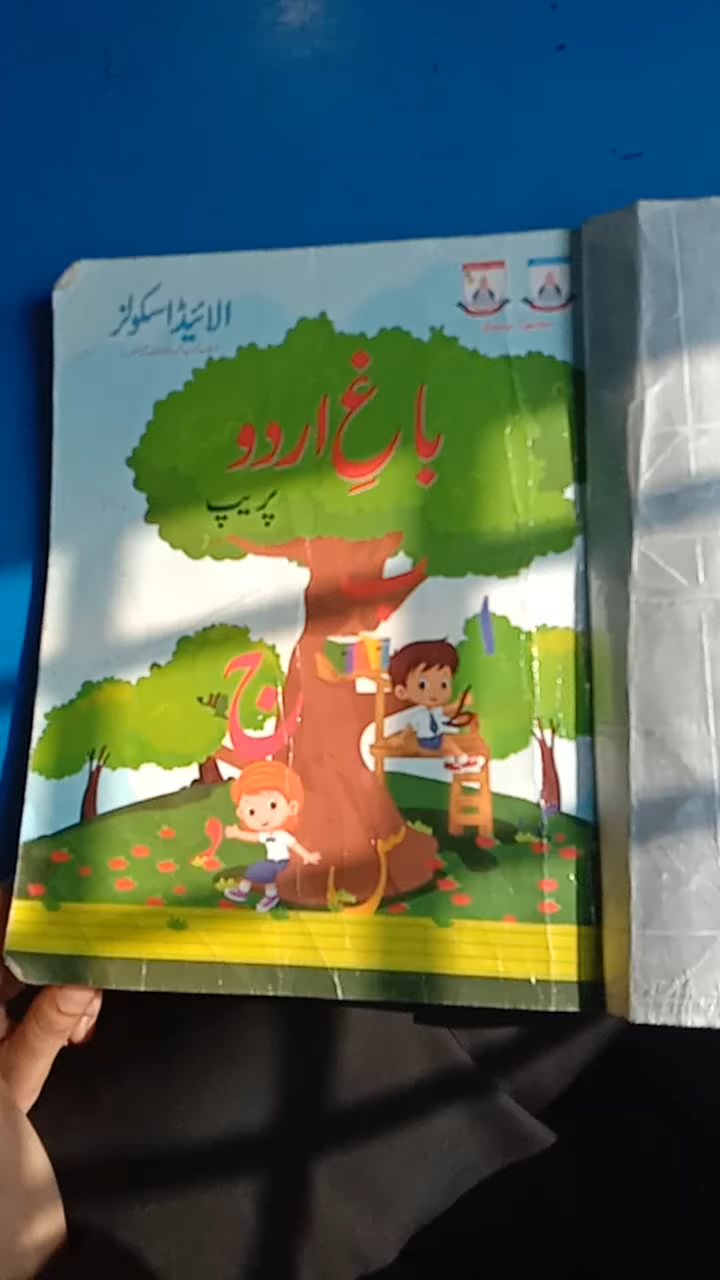 الائیڈ اسکولز
باغِ اردو
پریپ
ب
ا
ج